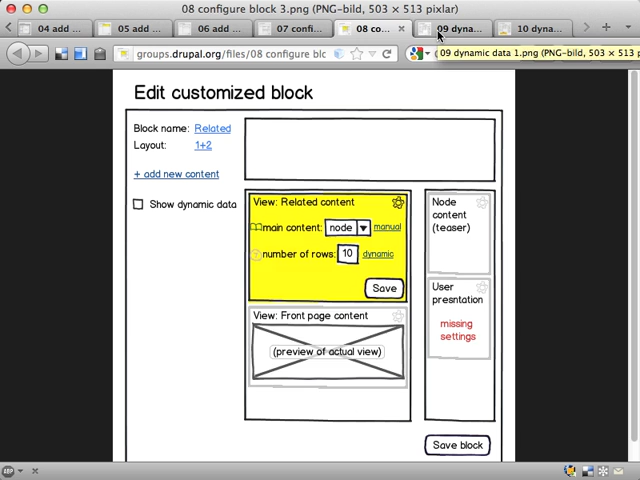 08 configure block 3.png (PNG-bild, 503 × 513 pixlar)
04 add ...
05 add ...
06 add ...
07 confi...
08 co...
09 dyna...
10 dyna...
groups.drupal.org/files/08 configure blc
09 dynamic data 1.png (PNG-bild, 503 × 513 p
Edit customized block
Block name: Related
Layout: 1+2
+ add new content
Show dynamic data
View: Related content
main content: node manual
number of rows: 10 dynamic
Save
View: Front page content
(preview of actual view)
Node
content
(teaser)
User
presntation
missing
settings
Save block
ABP